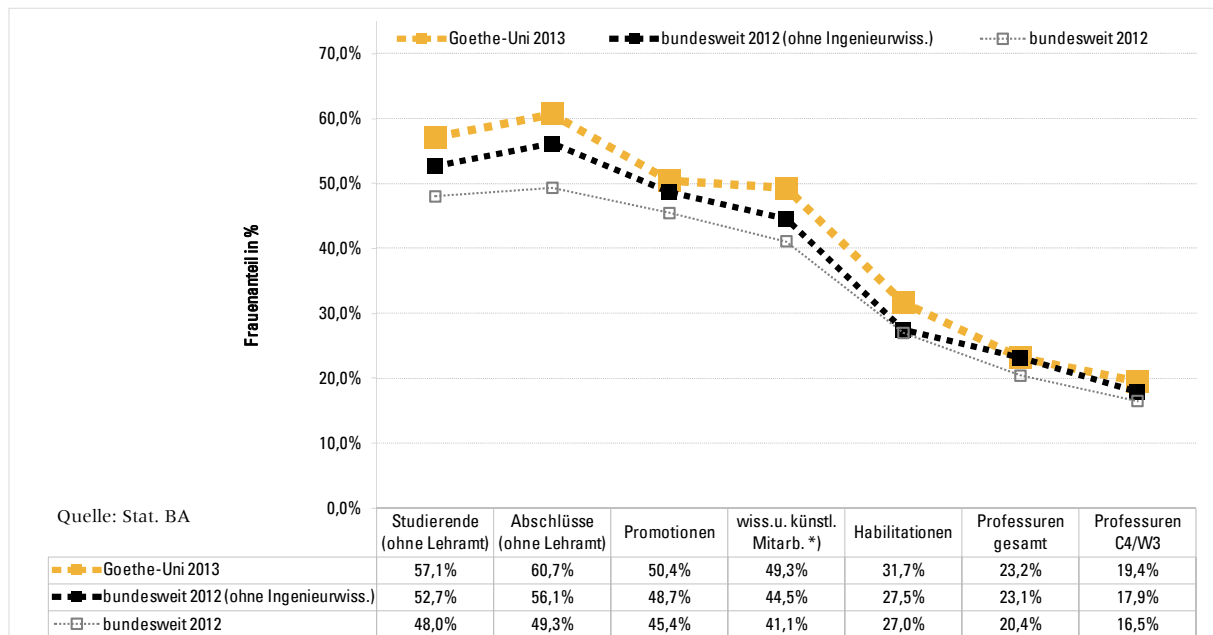 Goethe-Uni 2013 bundesweit 2012 (ohne Ingenieurwiss.) bundesweit 2012
70,0%
60,0%
50,0%
40,0%
30,0%
20,0%
10,0%
0,0%
Frauenanteil in %
Quelle: Stat. BA
Studierende (ohne Lehramt) Abschlüsse (ohne Lehramt) Promotionen wiss.u. künstl. Mitarb. *) Habilitationen Professuren gesamt Professuren C4/W3
Goethe-Uni 2013 57,1% 60,7% 50,4% 49,3% 31,7% 23,2% 19,4%
bundesweit 2012 (ohne Ingenieurwiss.) 52,7% 56,1% 48,7% 44,5% 27,5% 23,1% 17,9%
bundesweit 2012 48,0% 49,3% 45,4% 41,1% 27,0% 20,4% 16,5%